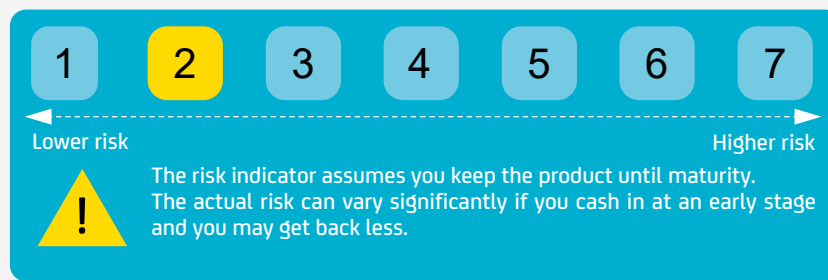 1 2 3 4 5 6 7
Lower risk Higher risk
! The risk indicator assumes you keep the product until maturity.
The actual risk can vary significantly if you cash in at an early stage
and you may get back less.